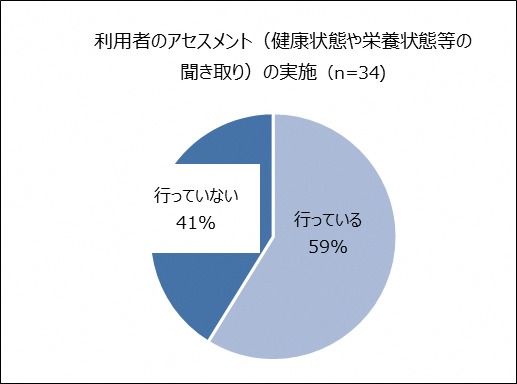 利用者のアセスメント（健康状態や栄養状態等の
聞き取り）の実施（n=34）
行っていない
41%
行っている
59%